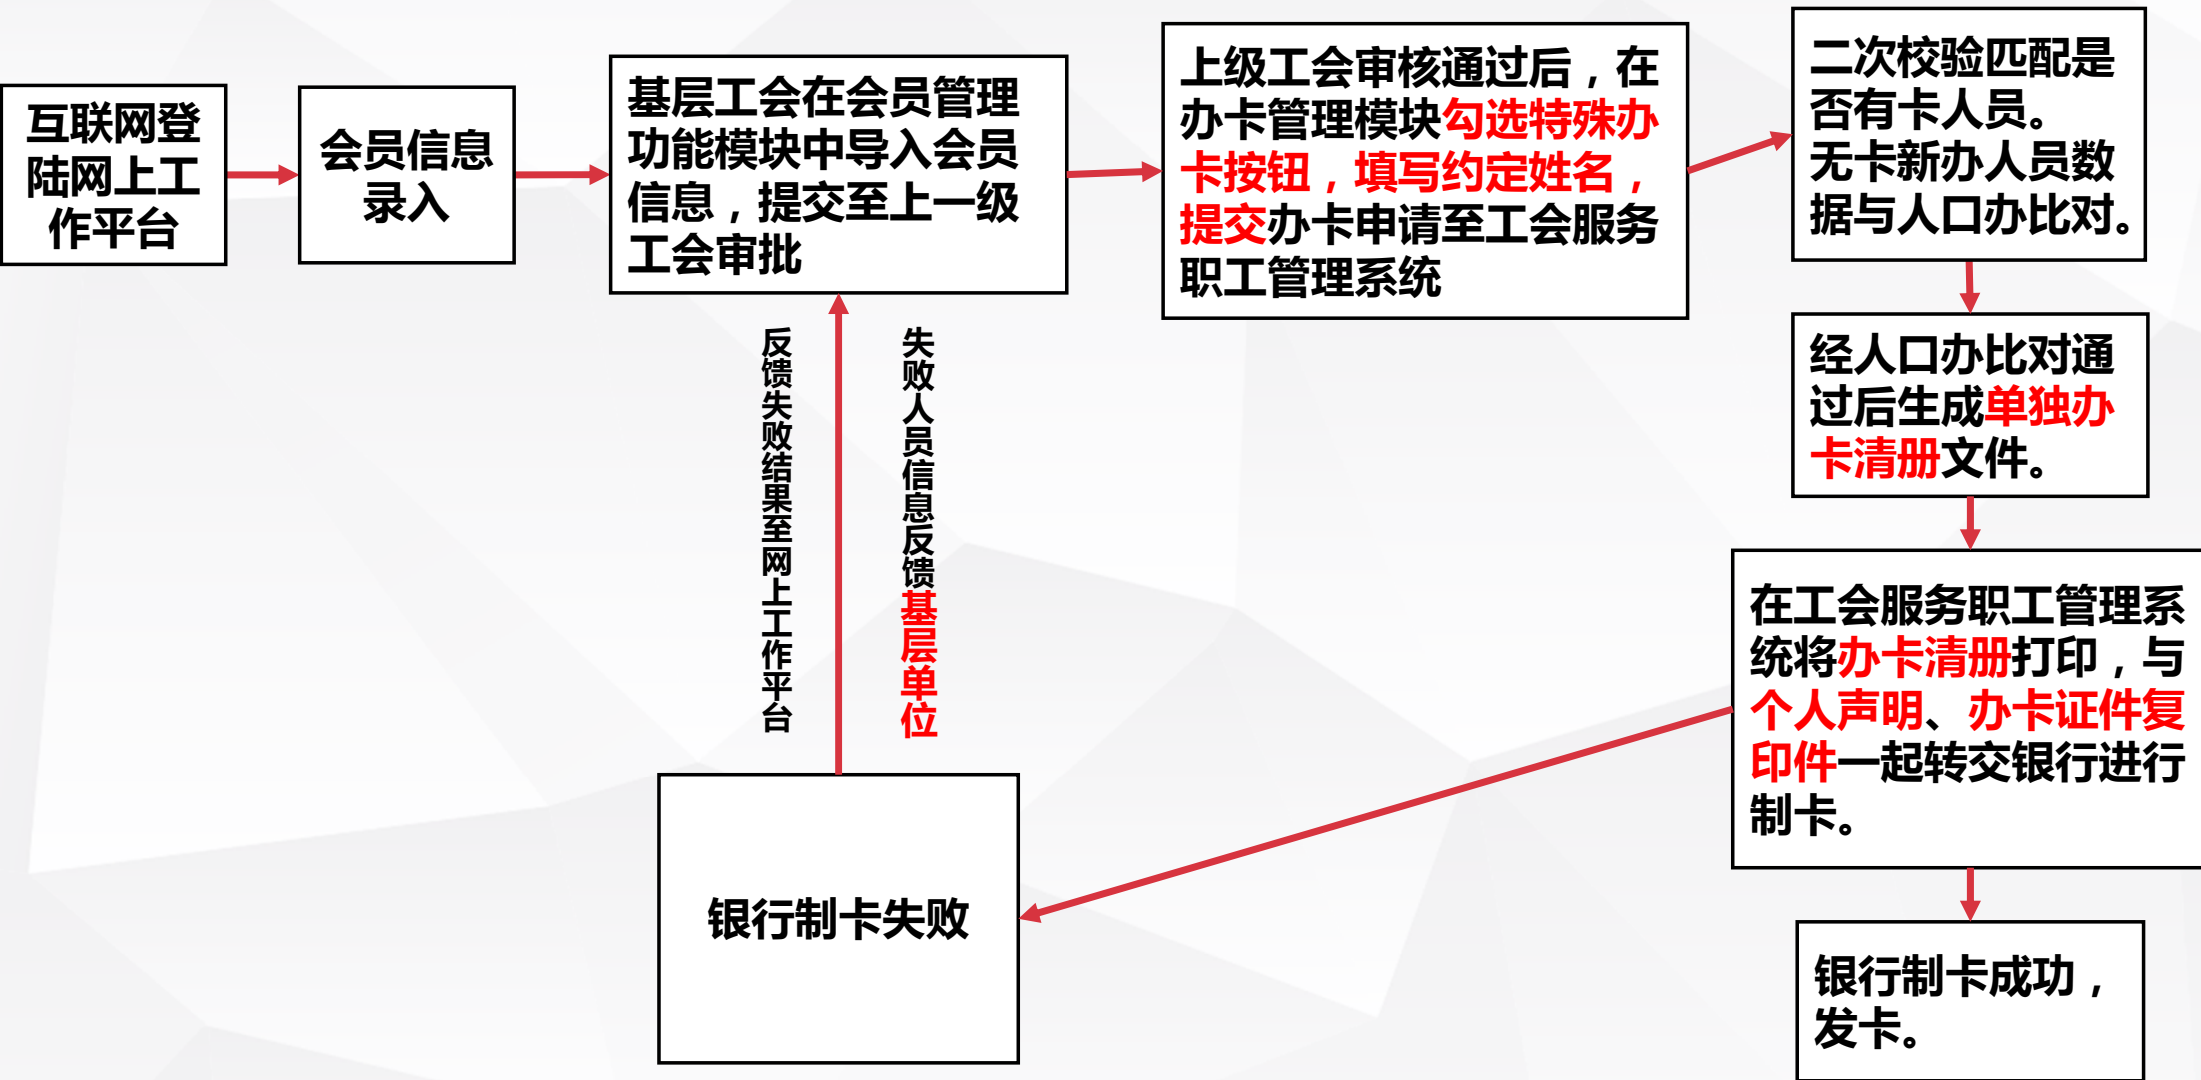 互联网登
陆网上工
作平台
会员信息
录入
基层工会在会员管理
功能模块中导入会员
信息，提交至上一级
工会审批
上级工会审核通过后，在
办卡管理模块勾选特殊办
卡按钮，填写约定姓名，
提交办卡申请至工会服务
职工管理系统
二次校验匹配是
否有卡人员。
无卡新办人员数
据与人口办比对。
经人口办比对通
过后生成单独办
卡清册文件。
在工会服务职工管理系
统将办卡清册打印，与
个人声明、办卡证件复
印件一起转交银行进行
制卡。
银行制卡成功，
发卡。
银行制卡失败
反馈失败结果至网上工作平台
失败人员信息反馈基层单位